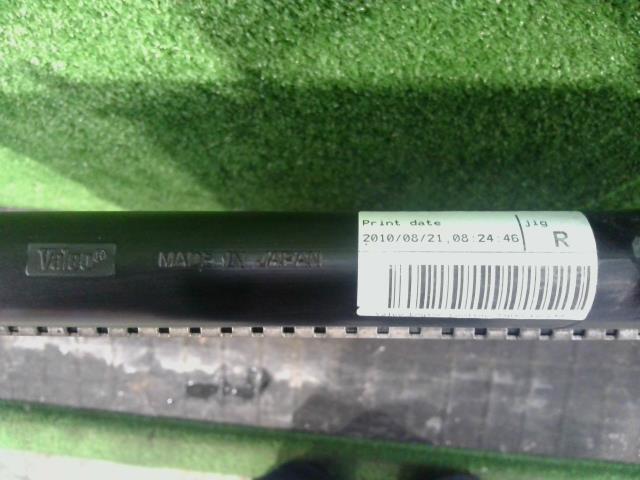 Valeo
MADE IN JAPAN
Print date
jig
2010/08/21,08:24:46
R